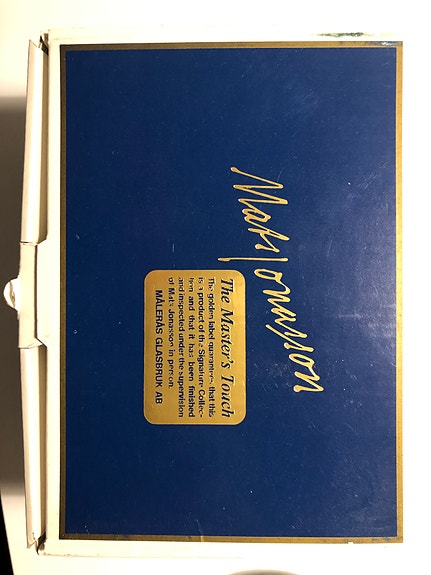 Mats Jonasson
The Master's Touch
The golden label guarantees that this
is a product of the Signature Collec-
tion and that it has been finished
and inspected under the supervision
of Mats Jonasson in person.
MÅLERÅS GLASBRUK AB